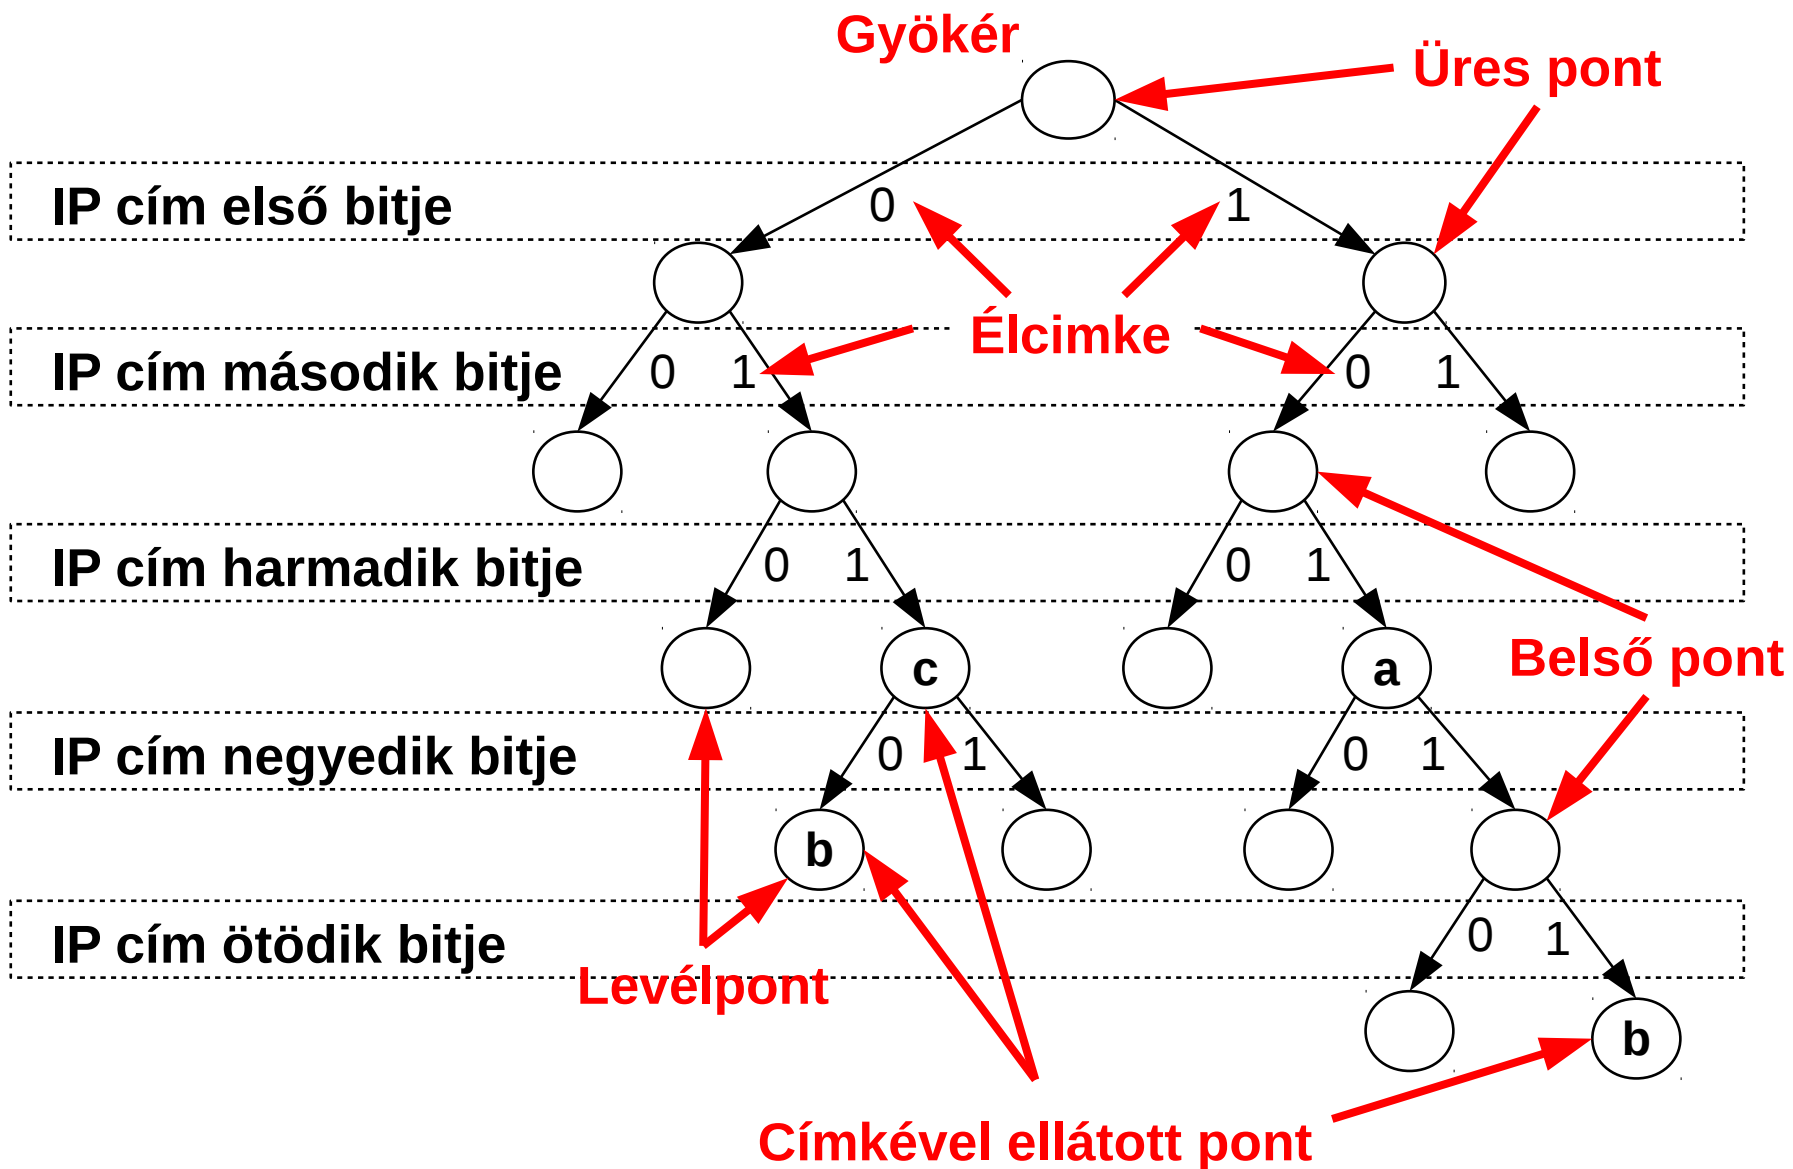 Gyökér
Üres pont
IP cím első bitje
0
1
Élcimke
IP cím második bitje
0
1
0
1
IP cím harmadik bitje
0
1
0
1
c
a
Belső pont
IP cím negyedik bitje
0
1
0
1
b
IP cím ötödik bitje
0
1
Levélpont
b
Címkével ellátott pont